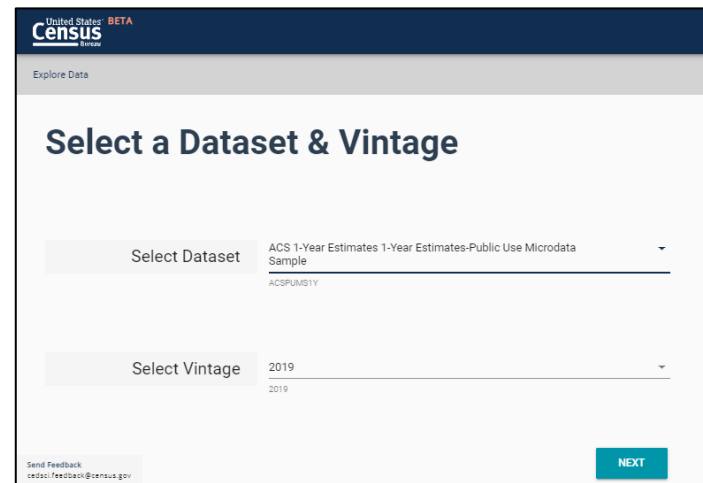 United States® BETA
Census
Bureau
Explore Data
Select a Dataset & Vintage
Select Dataset
ACS 1-Year Estimates 1-Year Estimates-Public Use Microdata
Sample
ACSPUMS1Y
Select Vintage
2019
2019
Send Feedback
cedsci.feedback@census.gov
NEXT